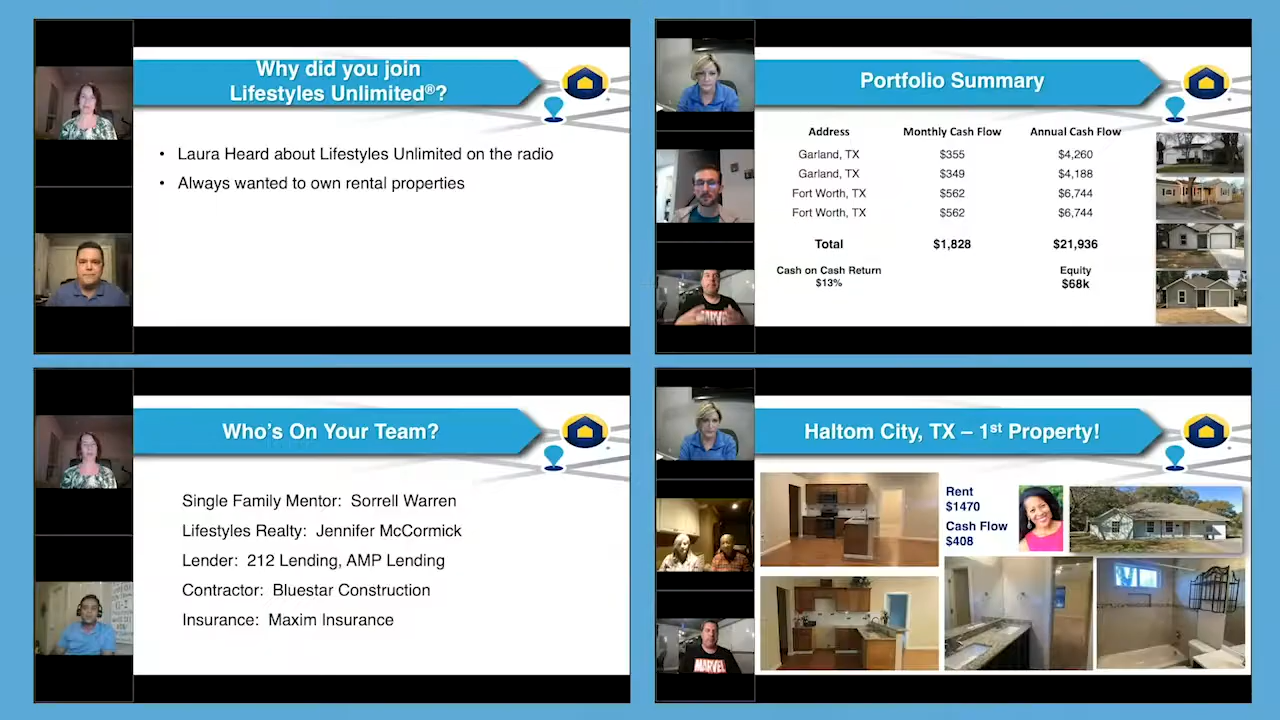 Why did you join
Lifestyles Unlimited®?
• Laura Heard about Lifestyles Unlimited on the radio
• Always wanted to own rental properties
Portfolio Summary
Address Monthly Cash Flow Annual Cash Flow
Garland, TX $355 $4,260
Garland, TX $349 $4,188
Fort Worth, TX $562 $6,744
Fort Worth, TX $562 $6,744
Total $1,828 $21,936
Cash on Cash Return Equity
$13% $68k
MARVEL
Who's On Your Team?
Single Family Mentor: Sorrell Warren
Lifestyles Realty: Jennifer McCormick
Lender: 212 Lending, AMP Lending
Contractor: Bluestar Construction
Insurance: Maxim Insurance
Haltom City, TX – 1st Property!
Rent
$1470
Cash Flow
$408
MARVEL